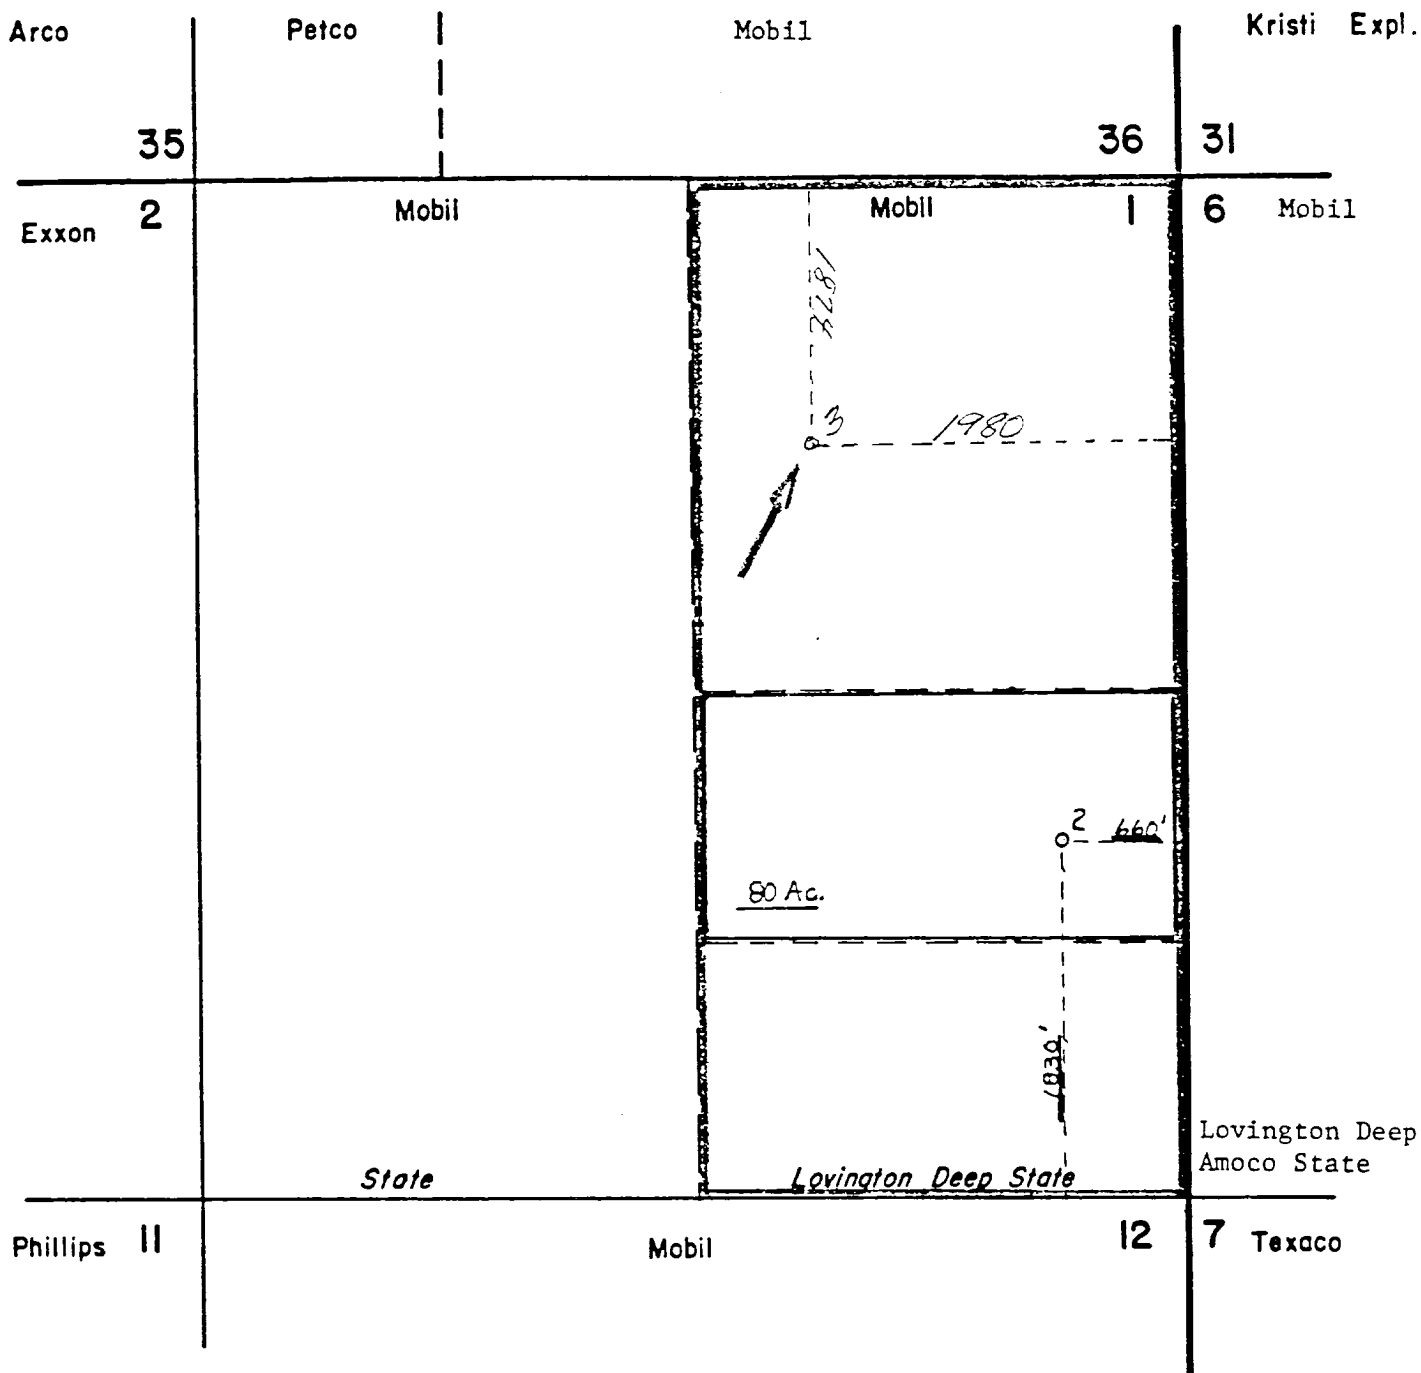 Arco Petco Mobil Kristi Expl.
35 36 31
2 Mobil Mobil 1 6 Mobil
Exxon
3281
3
1980
2 660'
80 Ac.
1830'
Lovington Deep
Amoco State
State Lovington Deep State
Phillips 11 Mobil 12 7 Texaco